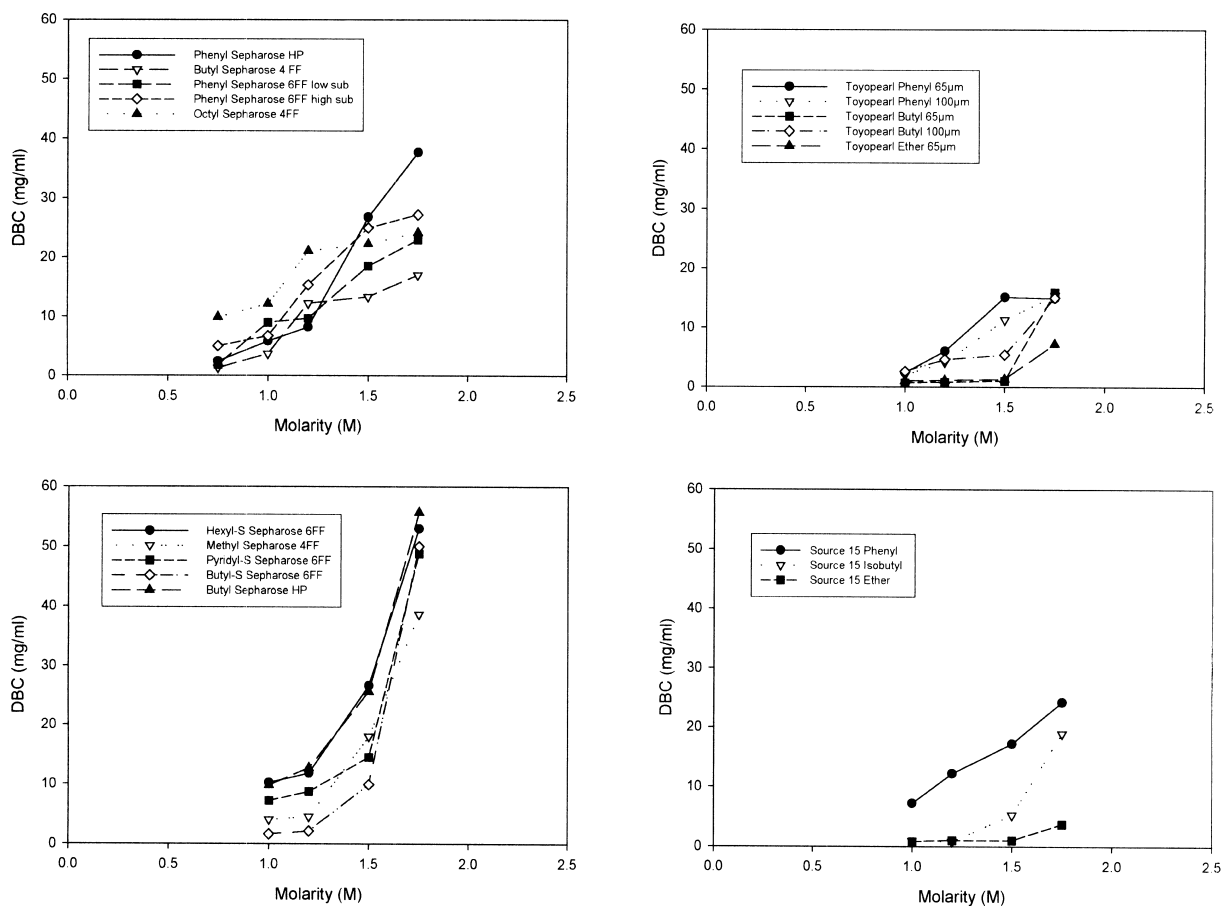 60
50
40
30
20
10
0
DBC (mg/ml)
Phenyl Sepharose HP
Butyl Sepharose 4 FF
Phenyl Sepharose 6FF low sub
Phenyl Sepharose 6FF high sub
Octyl Sepharose 4FF
0.0 0.5 1.0 1.5 2.0 2.5
Molarity (M)
60
50
40
30
20
10
0
DBC (mg/ml)
Toyopearl Phenyl 65µm
Toyopearl Phenyl 100µm
Toyopearl Butyl 65µm
Toyopearl Butyl 100µm
Toyopearl Ether 65µm
0.0 0.5 1.0 1.5 2.0 2.5
Molarity (M)
60
50
40
30
20
10
0
DBC (mg/ml)
Hexyl-S Sepharose 6FF
Methyl Sepharose 4FF
Pyridyl-S Sepharose 6FF
Butyl-S Sepharose 6FF
Butyl Sepharose HP
0.0 0.5 1.0 1.5 2.0 2.5
Molarity (M)
60
50
40
30
20
10
0
DBC (mg/ml)
Source 15 Phenyl
Source 15 Isobutyl
Source 15 Ether
0.0 0.5 1.0 1.5 2.0 2.5
Molarity (M)